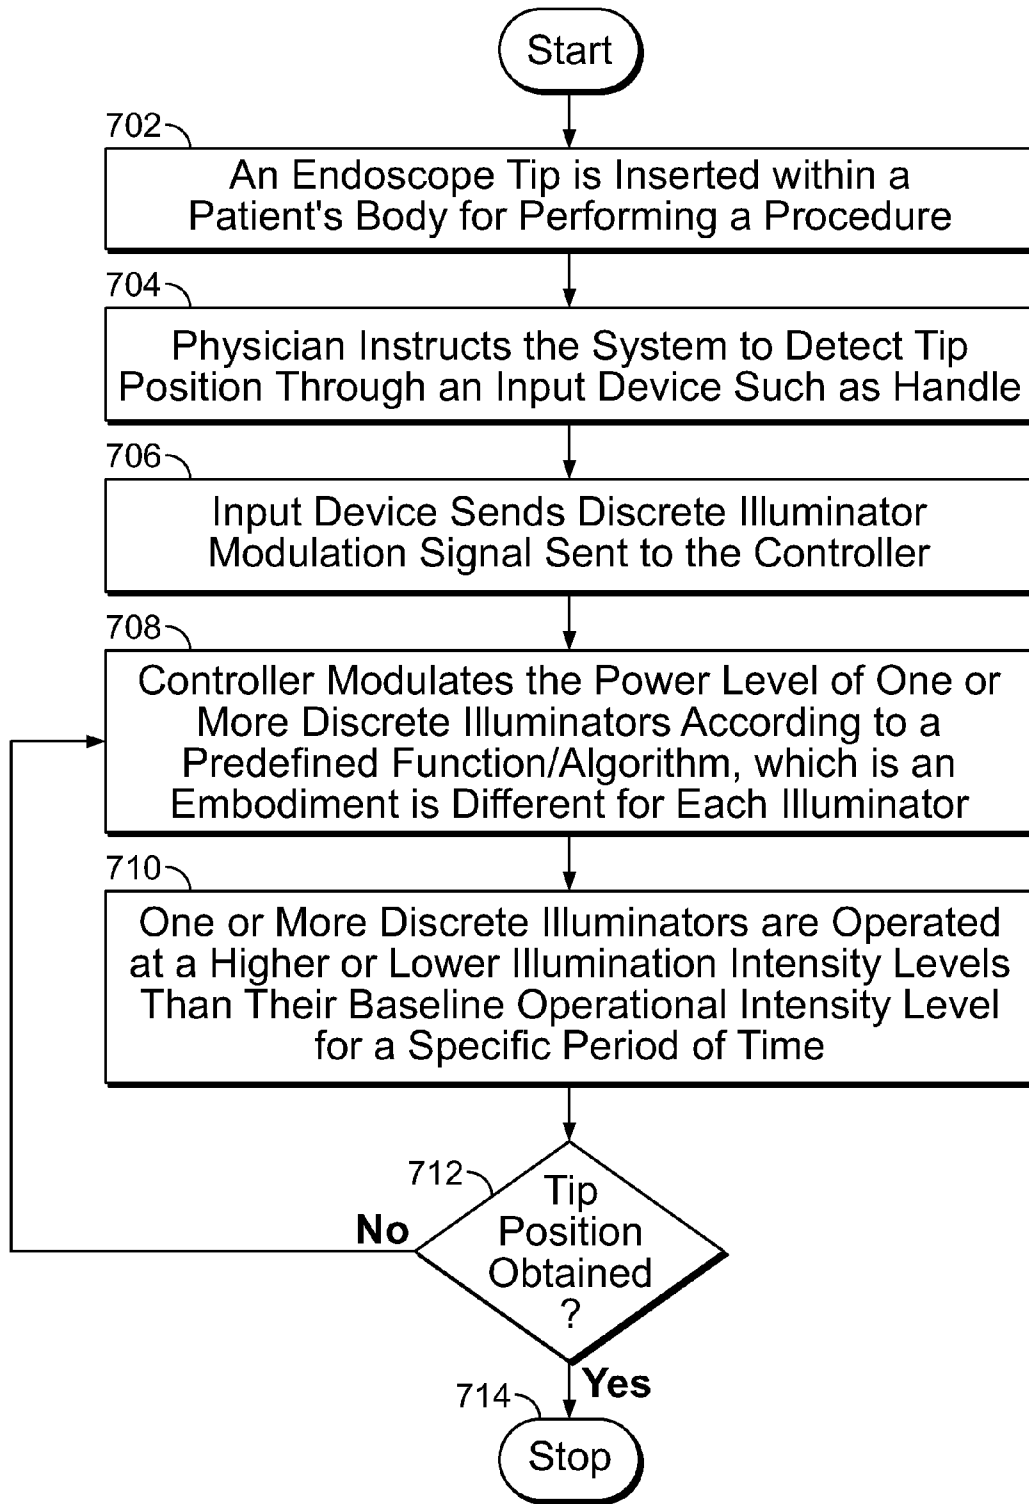 Start
702
An Endoscope Tip is Inserted within a
Patient's Body for Performing a Procedure
704
Physician Instructs the System to Detect Tip
Position Through an Input Device Such as Handle
706
Input Device Sends Discrete Illuminator
Modulation Signal Sent to the Controller
708
Controller Modulates the Power Level of One or
More Discrete Illuminators According to a
Predefined Function/Algorithm, which is an
Embodiment is Different for Each Illuminator
710
One or More Discrete Illuminators are Operated
at a Higher or Lower Illumination Intensity Levels
Than Their Baseline Operational Intensity Level
for a Specific Period of Time
712
Tip
Position
Obtained
?
No
Yes
714
Stop